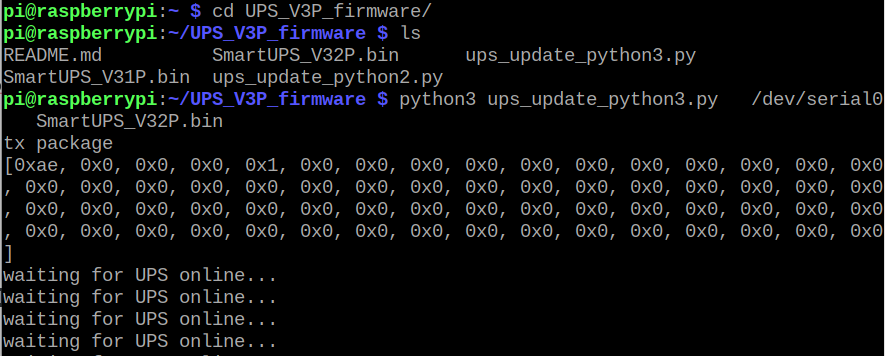 pi@raspberrypi:~ $ cd UPS_V3P_firmware/
pi@raspberrypi:~/UPS_V3P_firmware $ ls
README.md          SmartUPS_V32P.bin      ups_update_python3.py
SmartUPS_V31P.bin  ups_update_python2.py
pi@raspberrypi:~/UPS_V3P_firmware $ python3 ups_update_python3.py   /dev/serial0
   SmartUPS_V32P.bin
tx package
[0xae, 0x0, 0x0, 0x0, 0x1, 0x0, 0x0, 0x0, 0x0, 0x0, 0x0, 0x0, 0x0, 0x0, 0x0, 0x0
, 0x0, 0x0, 0x0, 0x0, 0x0, 0x0, 0x0, 0x0, 0x0, 0x0, 0x0, 0x0, 0x0, 0x0, 0x0, 0x0
, 0x0, 0x0, 0x0, 0x0, 0x0, 0x0, 0x0, 0x0, 0x0, 0x0, 0x0, 0x0, 0x0, 0x0, 0x0, 0x0
, 0x0, 0x0, 0x0, 0x0, 0x0, 0x0, 0x0, 0x0, 0x0, 0x0, 0x0, 0x0, 0x0, 0x0, 0x0, 0x0
]
waiting for UPS online...
waiting for UPS online...
waiting for UPS online...
waiting for UPS online...